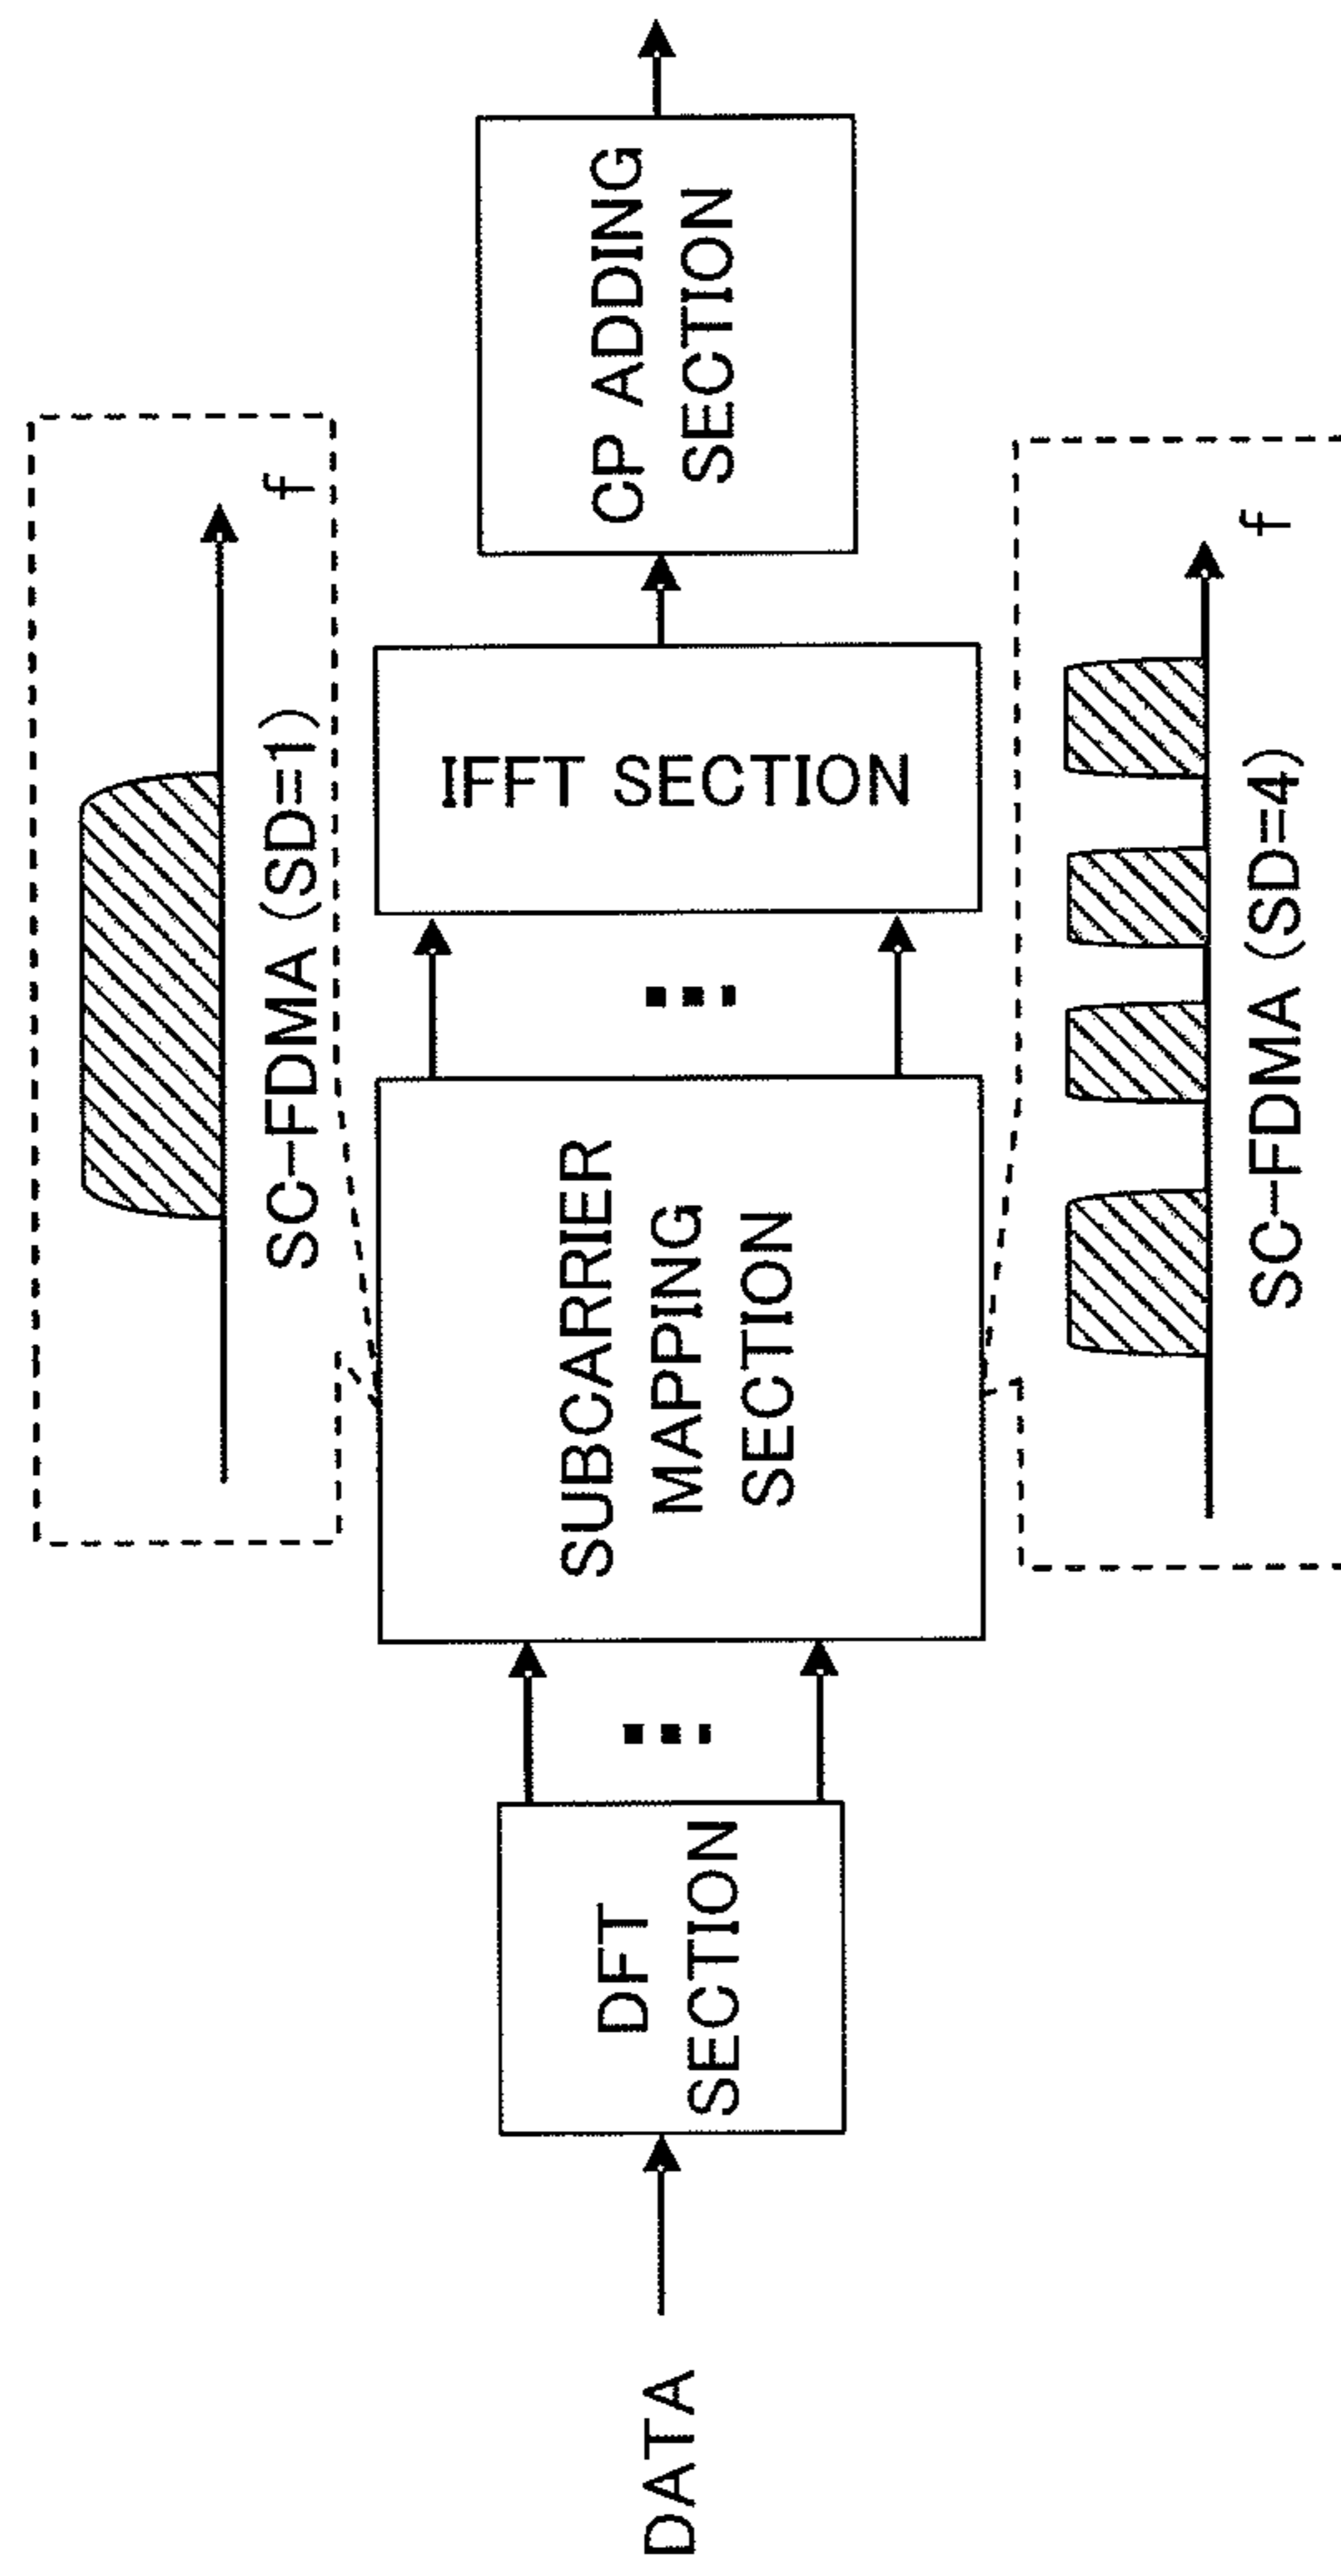 f
SC-FDMA (SD=1)
DATA
DFT
SECTION
SUBCARRIER
MAPPING
SECTION
IFFT SECTION
CP ADDING
SECTION
f
SC-FDMA (SD=4)